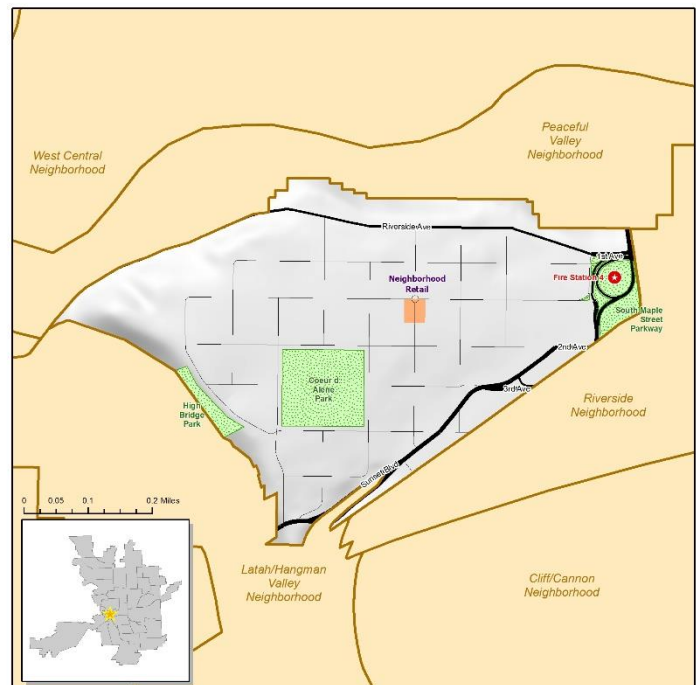 Peaceful
Valley
Neighborhood
West Central
Neighborhood
Riverside Ave
1st Ave
Neighborhood
Retail
Fire Station 4
South Maple
Street
Parkway
2nd Ave
Coeur d'
Alene
Park
3rd Ave
High
Bridge
Park
Riverside
Neighborhood
Sunset Blvd
0 0.05 0.1 0.2 Miles
Latah/Hangman
Valley
Neighborhood
Cliff/Cannon
Neighborhood